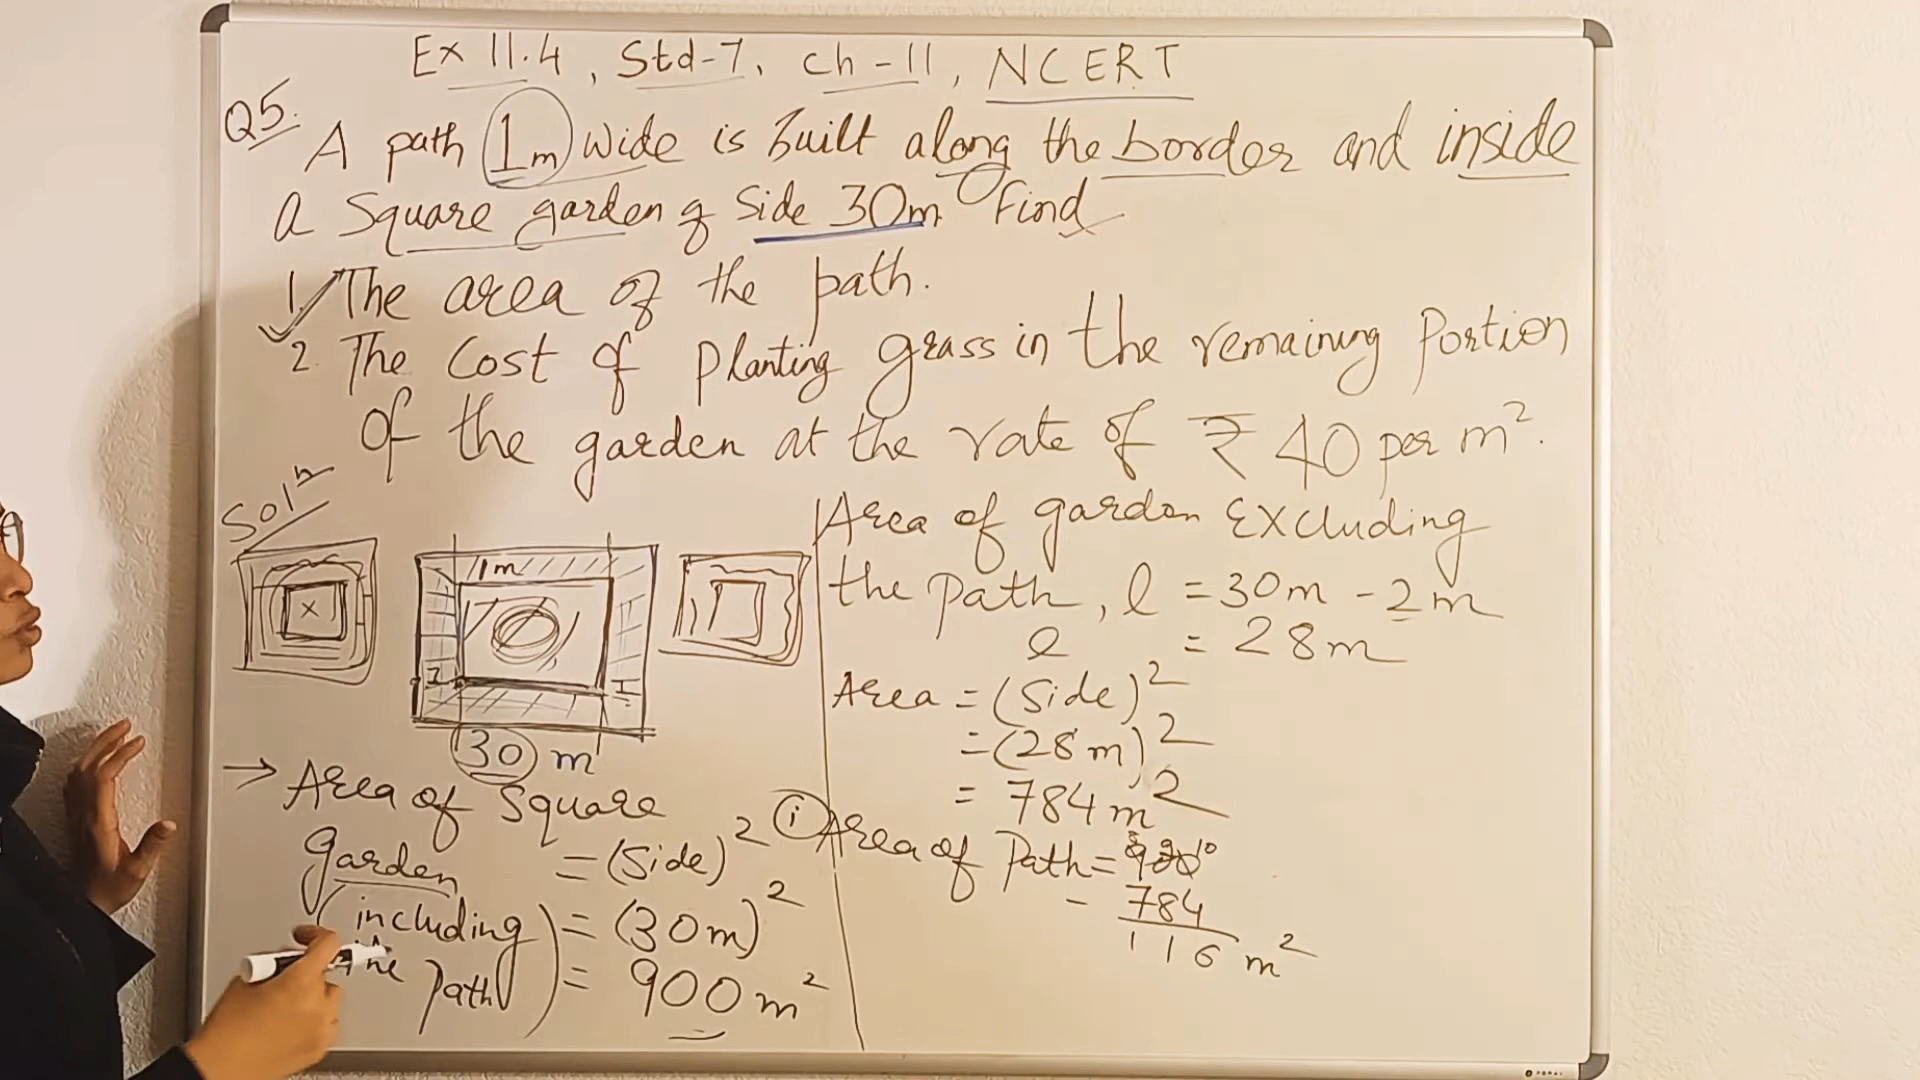 Ex 11.4, Std-7, Ch-11, NCERT
Q5. A path 1m wide is built along the border and inside
a Square garden of Side 30m Find
1. The area of the path.
2. The Cost of Planting grass in the remaining Portion
of the garden at the rate of ₹ 40 per m².
Solⁿ
1m
30 m
→ Area of Square
garden = (Side)²
(including = (30m)²
the path) = 900 m²
Area of garden Excluding
the Path, l = 30m - 2m
l = 28m
Area = (Side)²
= (28m)²
= 784 m²
(i) Area of Path = 900
- 784
116 m²